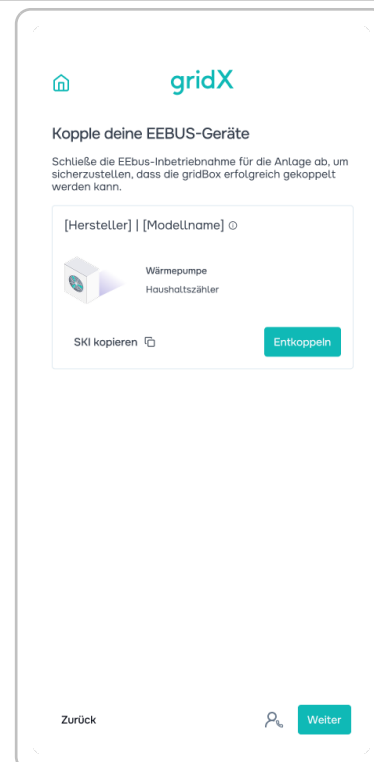 gridX
Kopple deine EEBUS-Geräte
Schließe die EEbus-Inbetriebnahme für die Anlage ab, um
sicherzustellen, dass die gridBox erfolgreich gekoppelt
werden kann.
[Hersteller] | [Modellname]
Wärmepumpe
Haushaltszähler
SKI kopieren
Entkoppeln
Zurück
Weiter